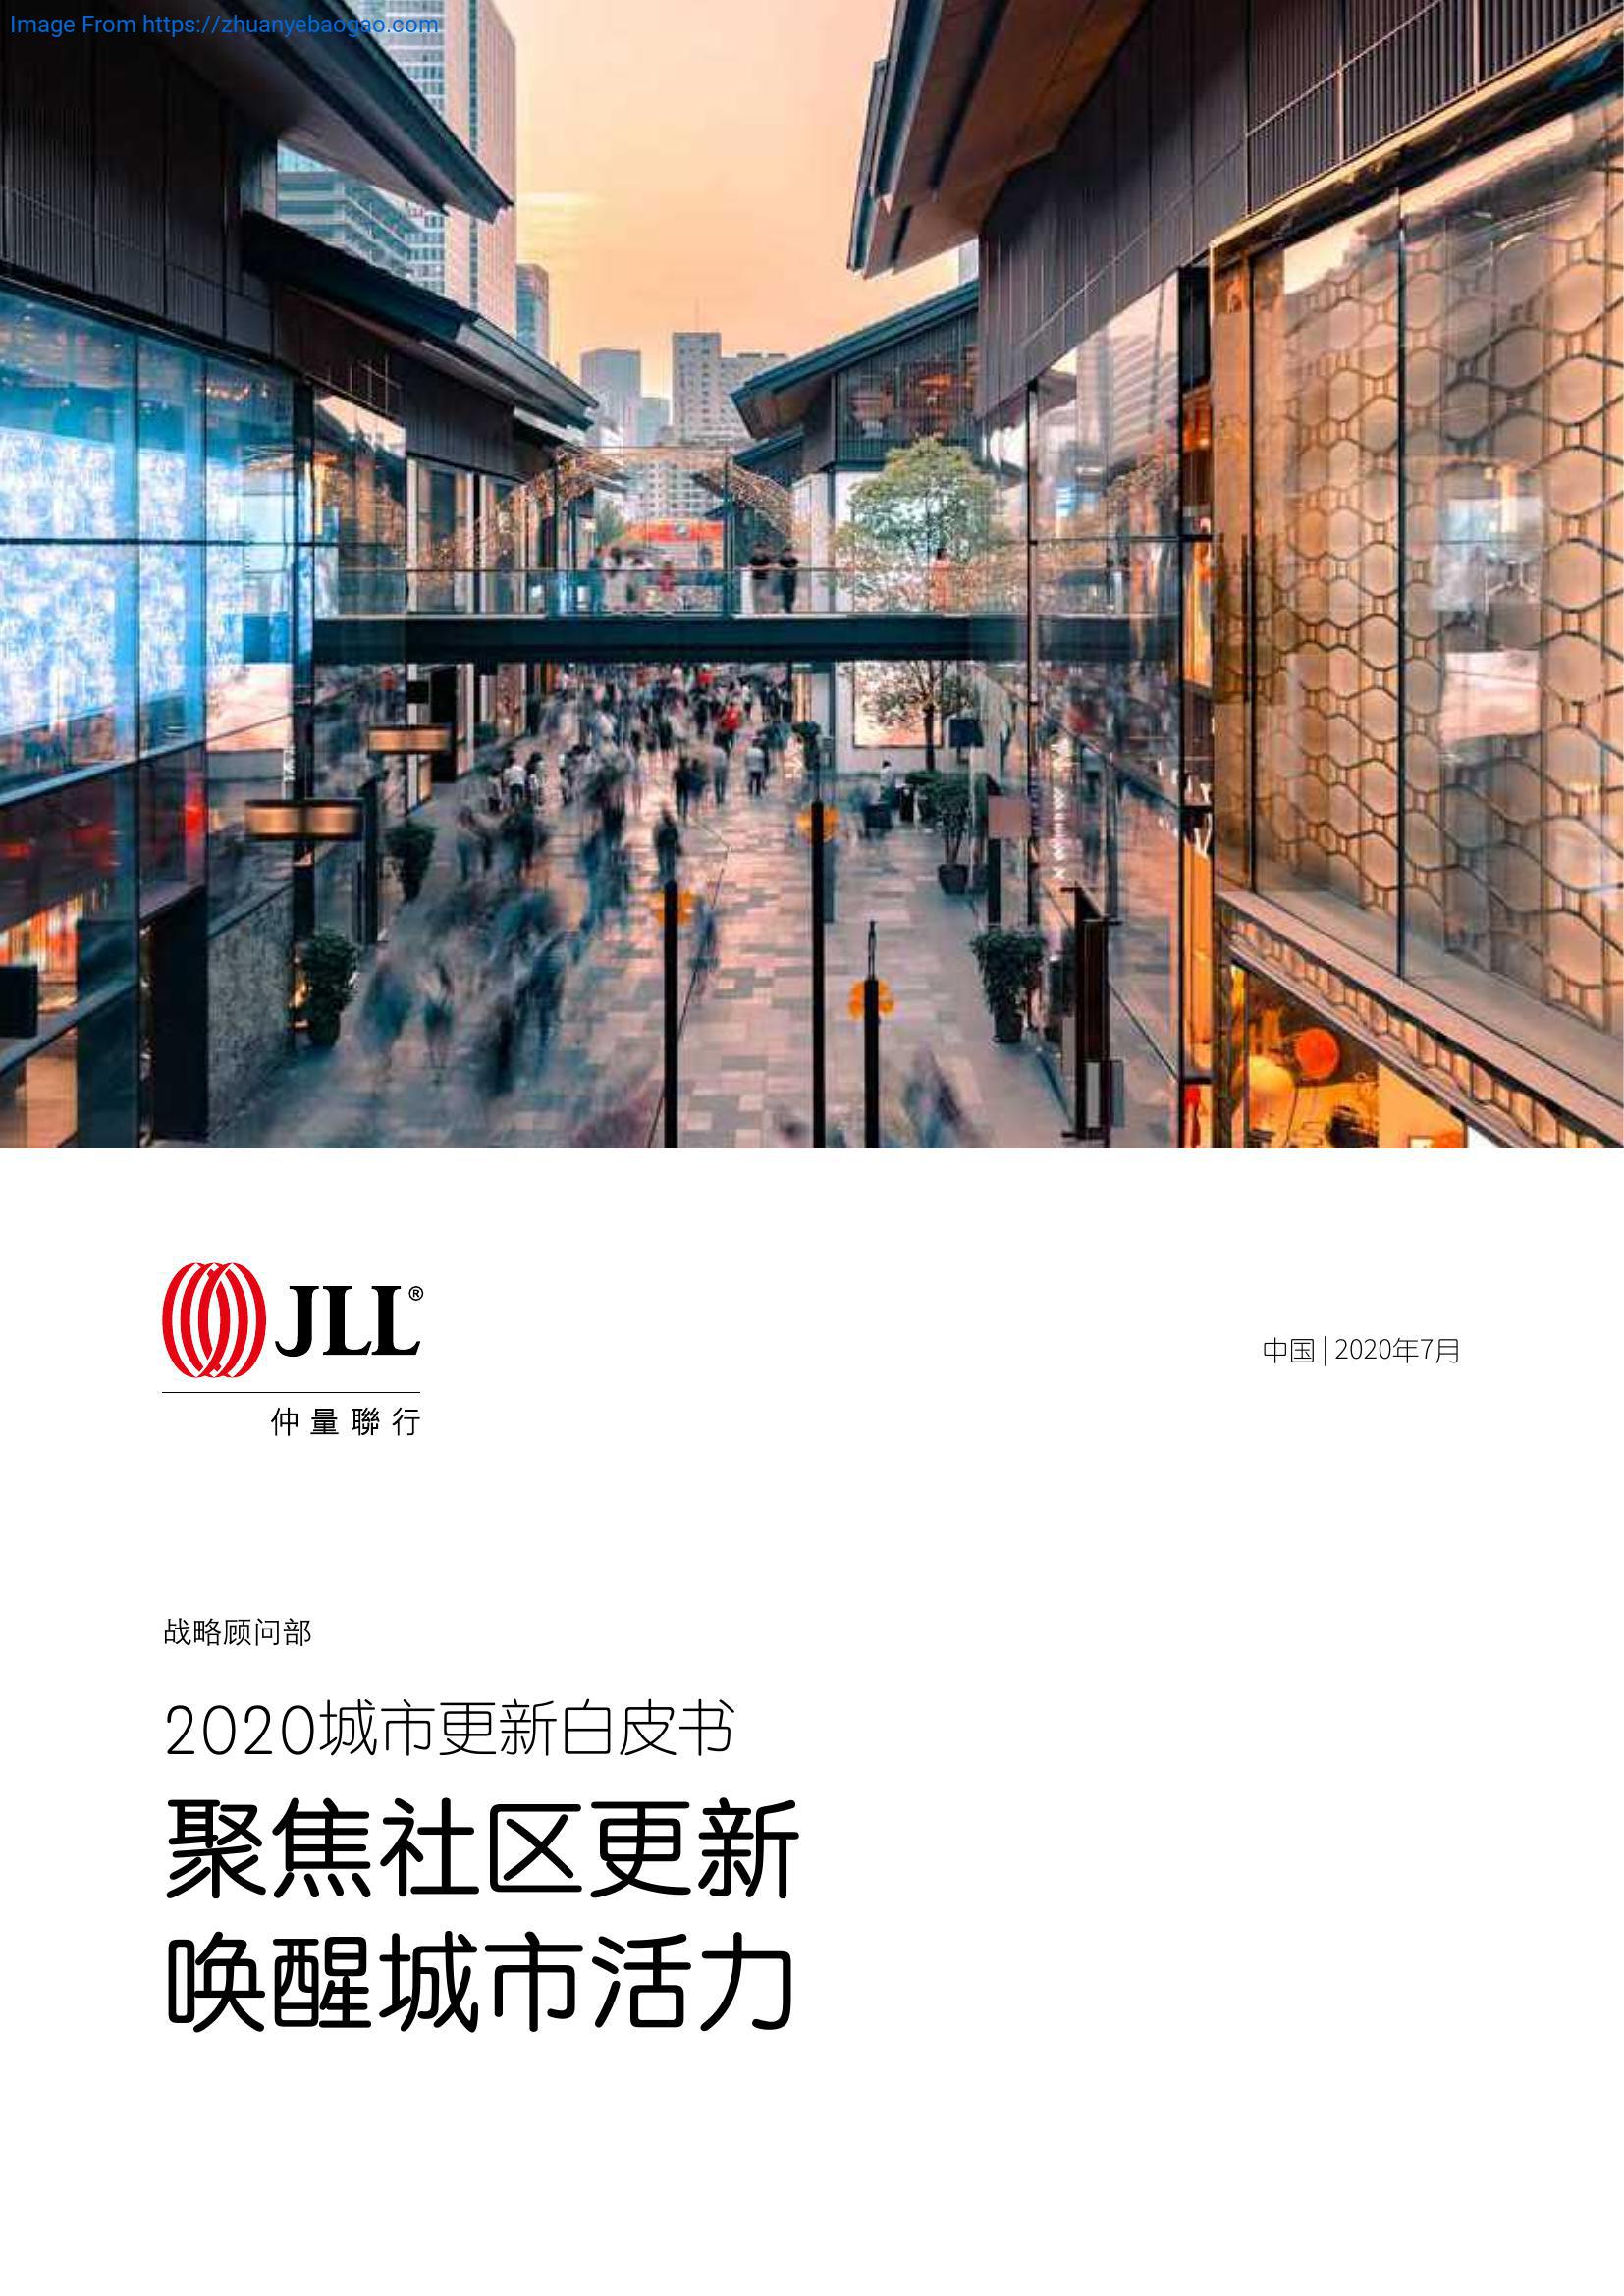 Image From https://zhuanyebaogao.com
JLL®
仲量聯行
中国 | 2020年7月
战略顾问部
2020城市更新白皮书
聚焦社区更新
唤醒城市活力